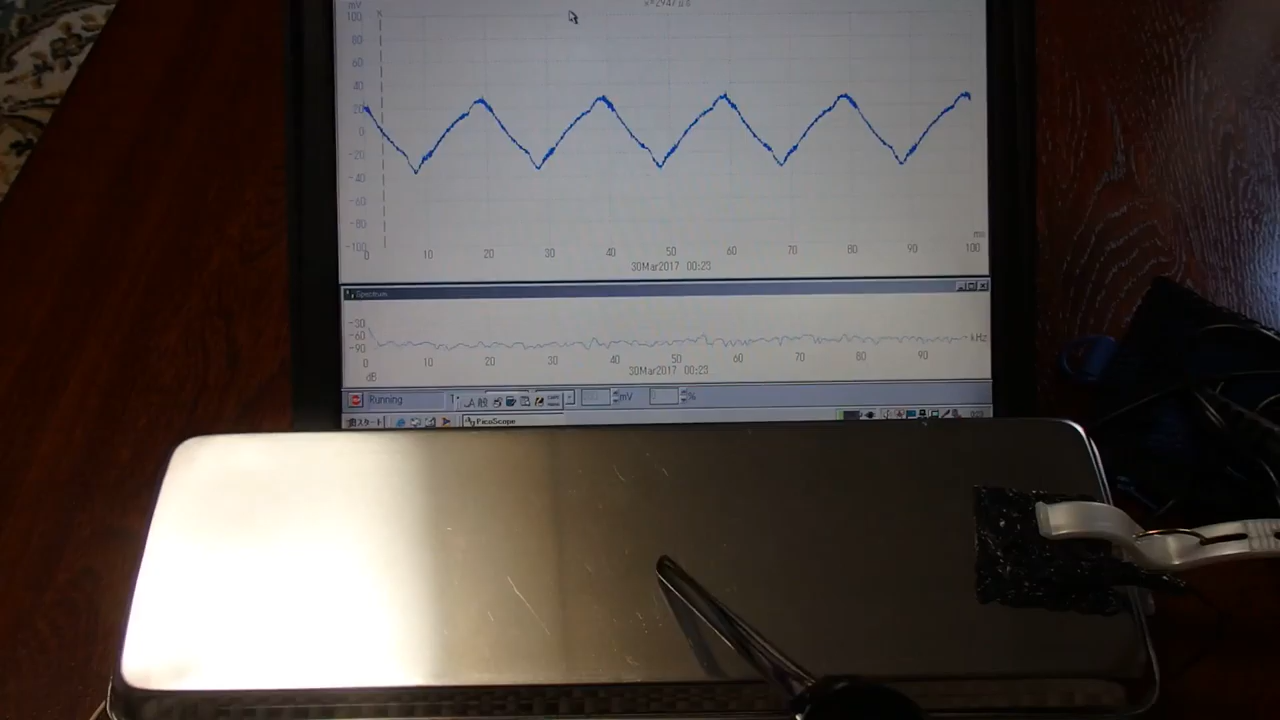 mV
x=2947μs
100
80
60
40
20
0
-20
-40
-60
-80
-100
ms
0 10 20 30 40 50 60 70 80 90 100
30Mar2017 00:23
Spectrum
-30
-60
-90
kHz
0 10 20 30 40 50 60 70 80 90
dB
30Mar2017 00:23
Running
mV
%
スタート
PicoScope